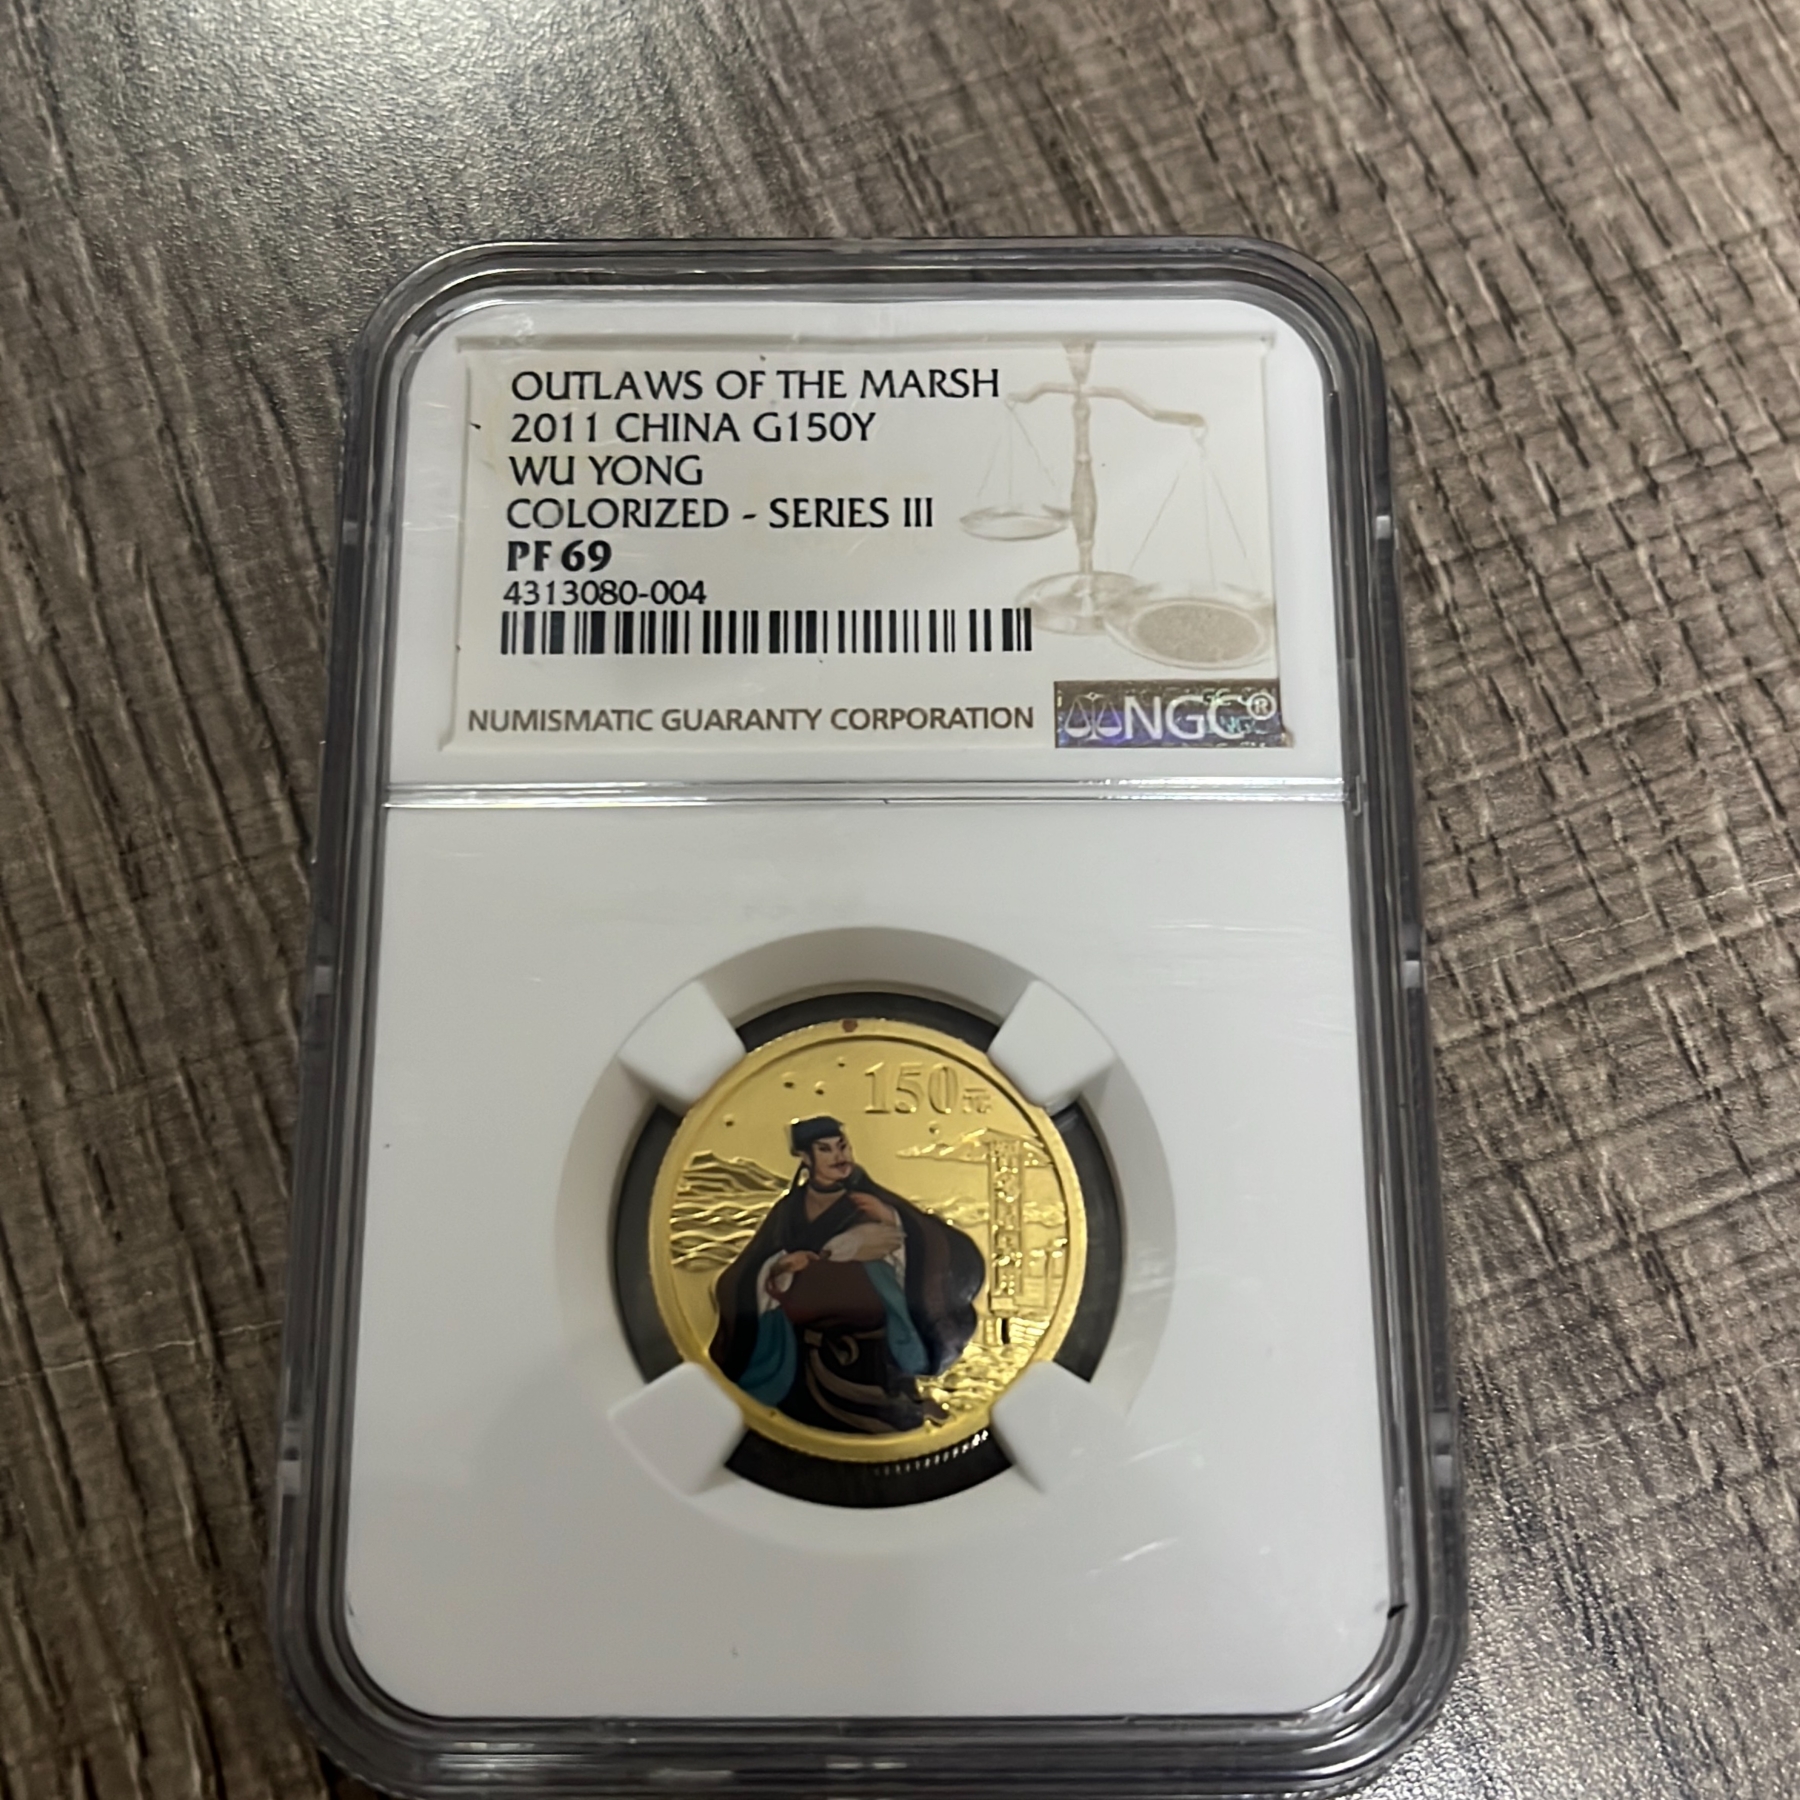 OUTLAWS OF THE MARSH
2011 CHINA G150Y
WU YONG
COLORIZED - SERIES III
PF 69
4313080-004
NUMISMATIC GUARANTY CORPORATION
NGC®
150元